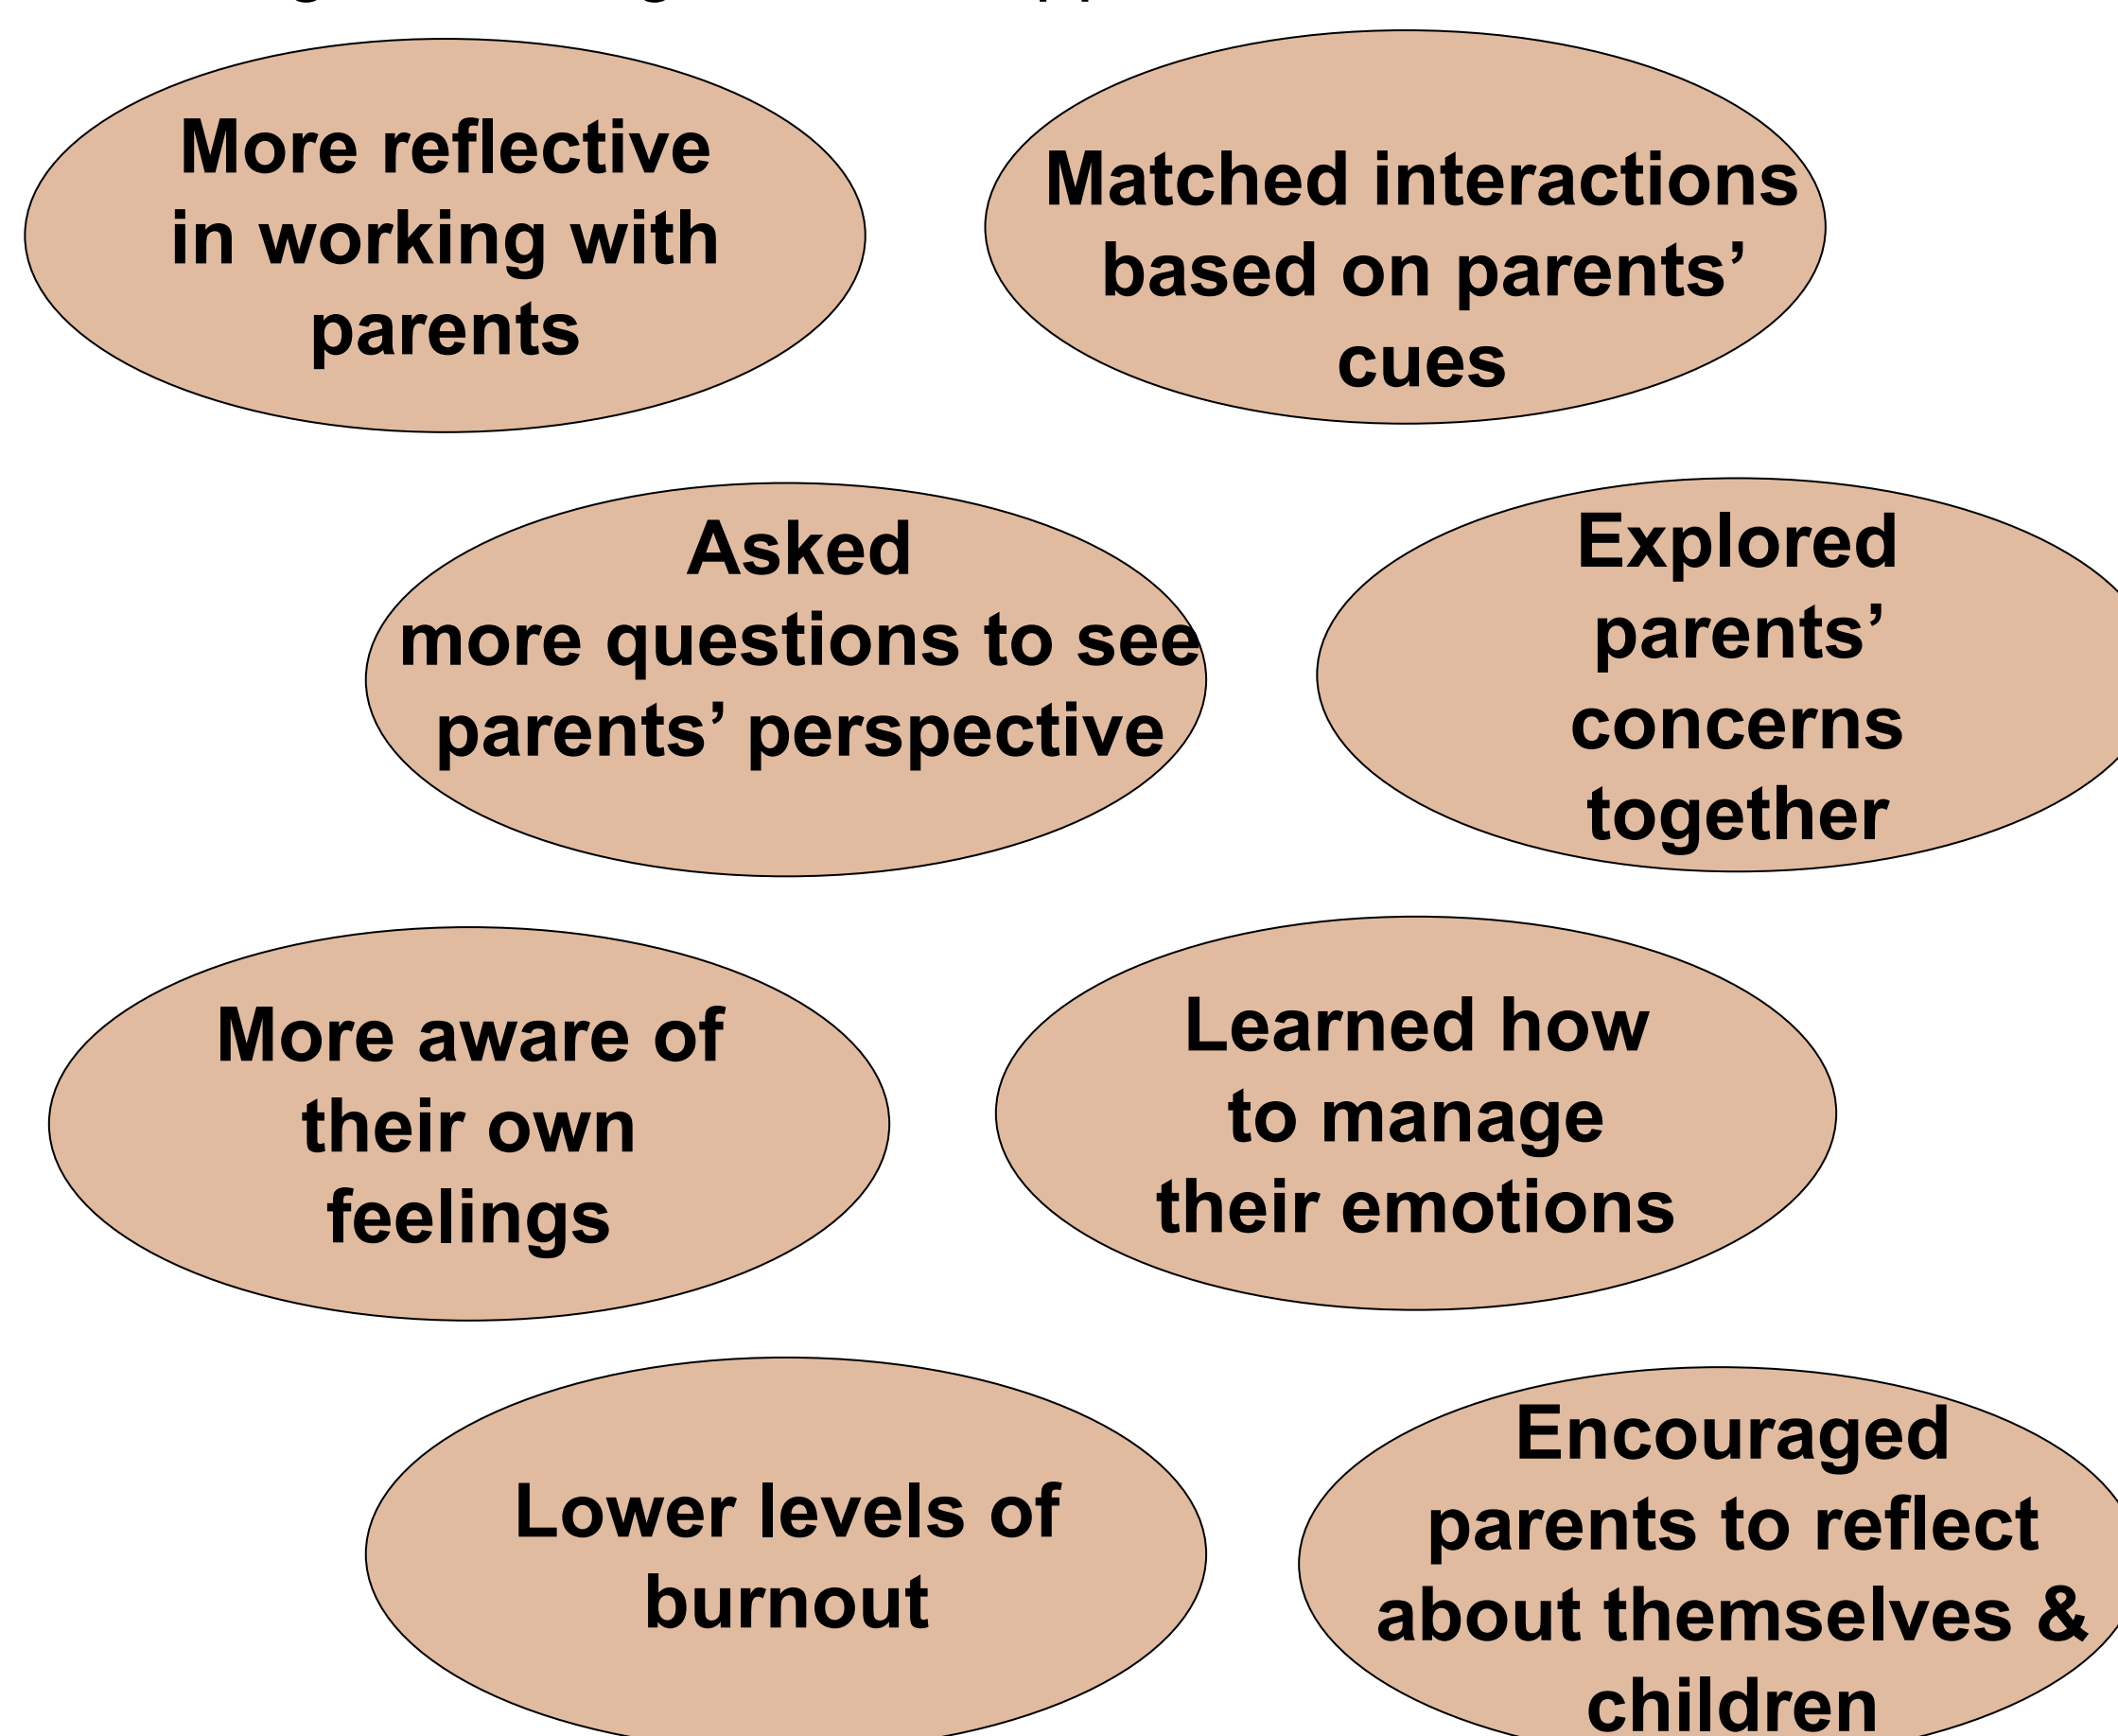 More reflective
in working with
parents
Matched interactions
based on parents’
cues
Asked
more questions to see
parents’ perspective
Explored
parents’
concerns
together
More aware of
their own
feelings
Learned how
to manage
their emotions
Lower levels of
burnout
Encouraged
parents to reflect
about themselves &
children